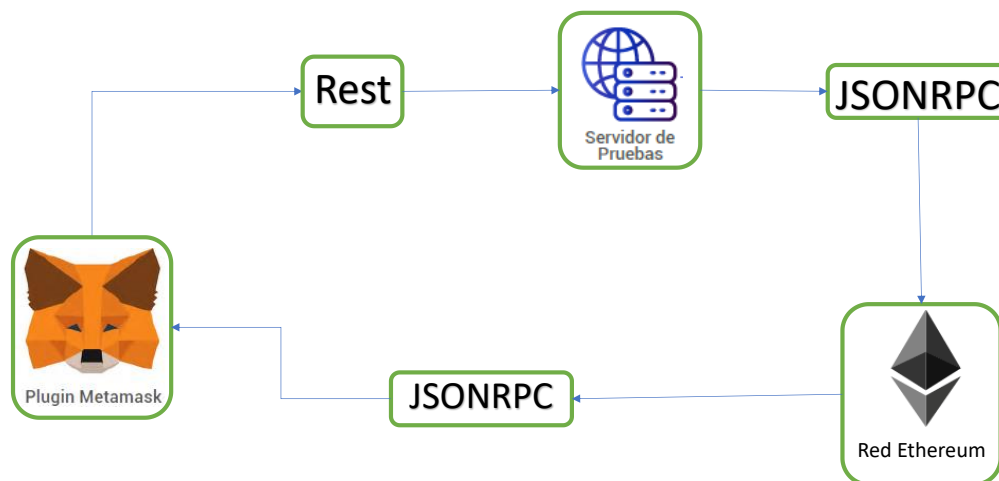 Rest
Servidor de
Pruebas
JSONRPC
Plugin Metamask
JSONRPC
Red Ethereum